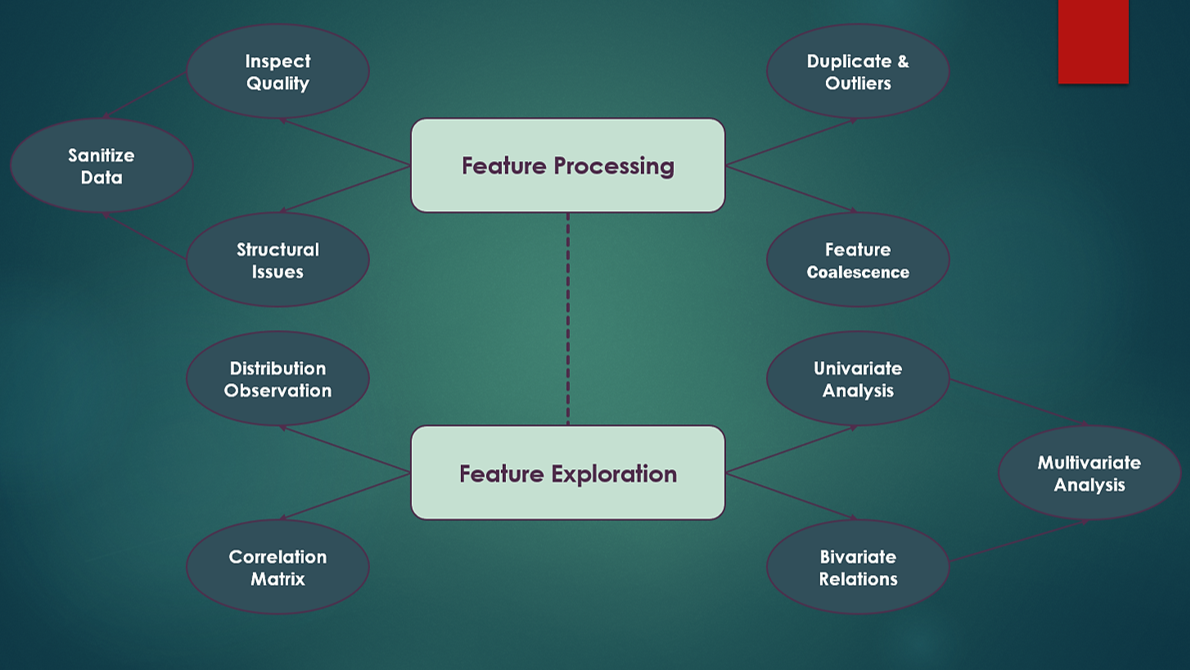 Inspect
Quality
Duplicate &
Outliers
Sanitize
Data
Feature Processing
Structural
Issues
Feature
Coalescence
Distribution
Observation
Univariate
Analysis
Feature Exploration
Multivariate
Analysis
Correlation
Matrix
Bivariate
Relations